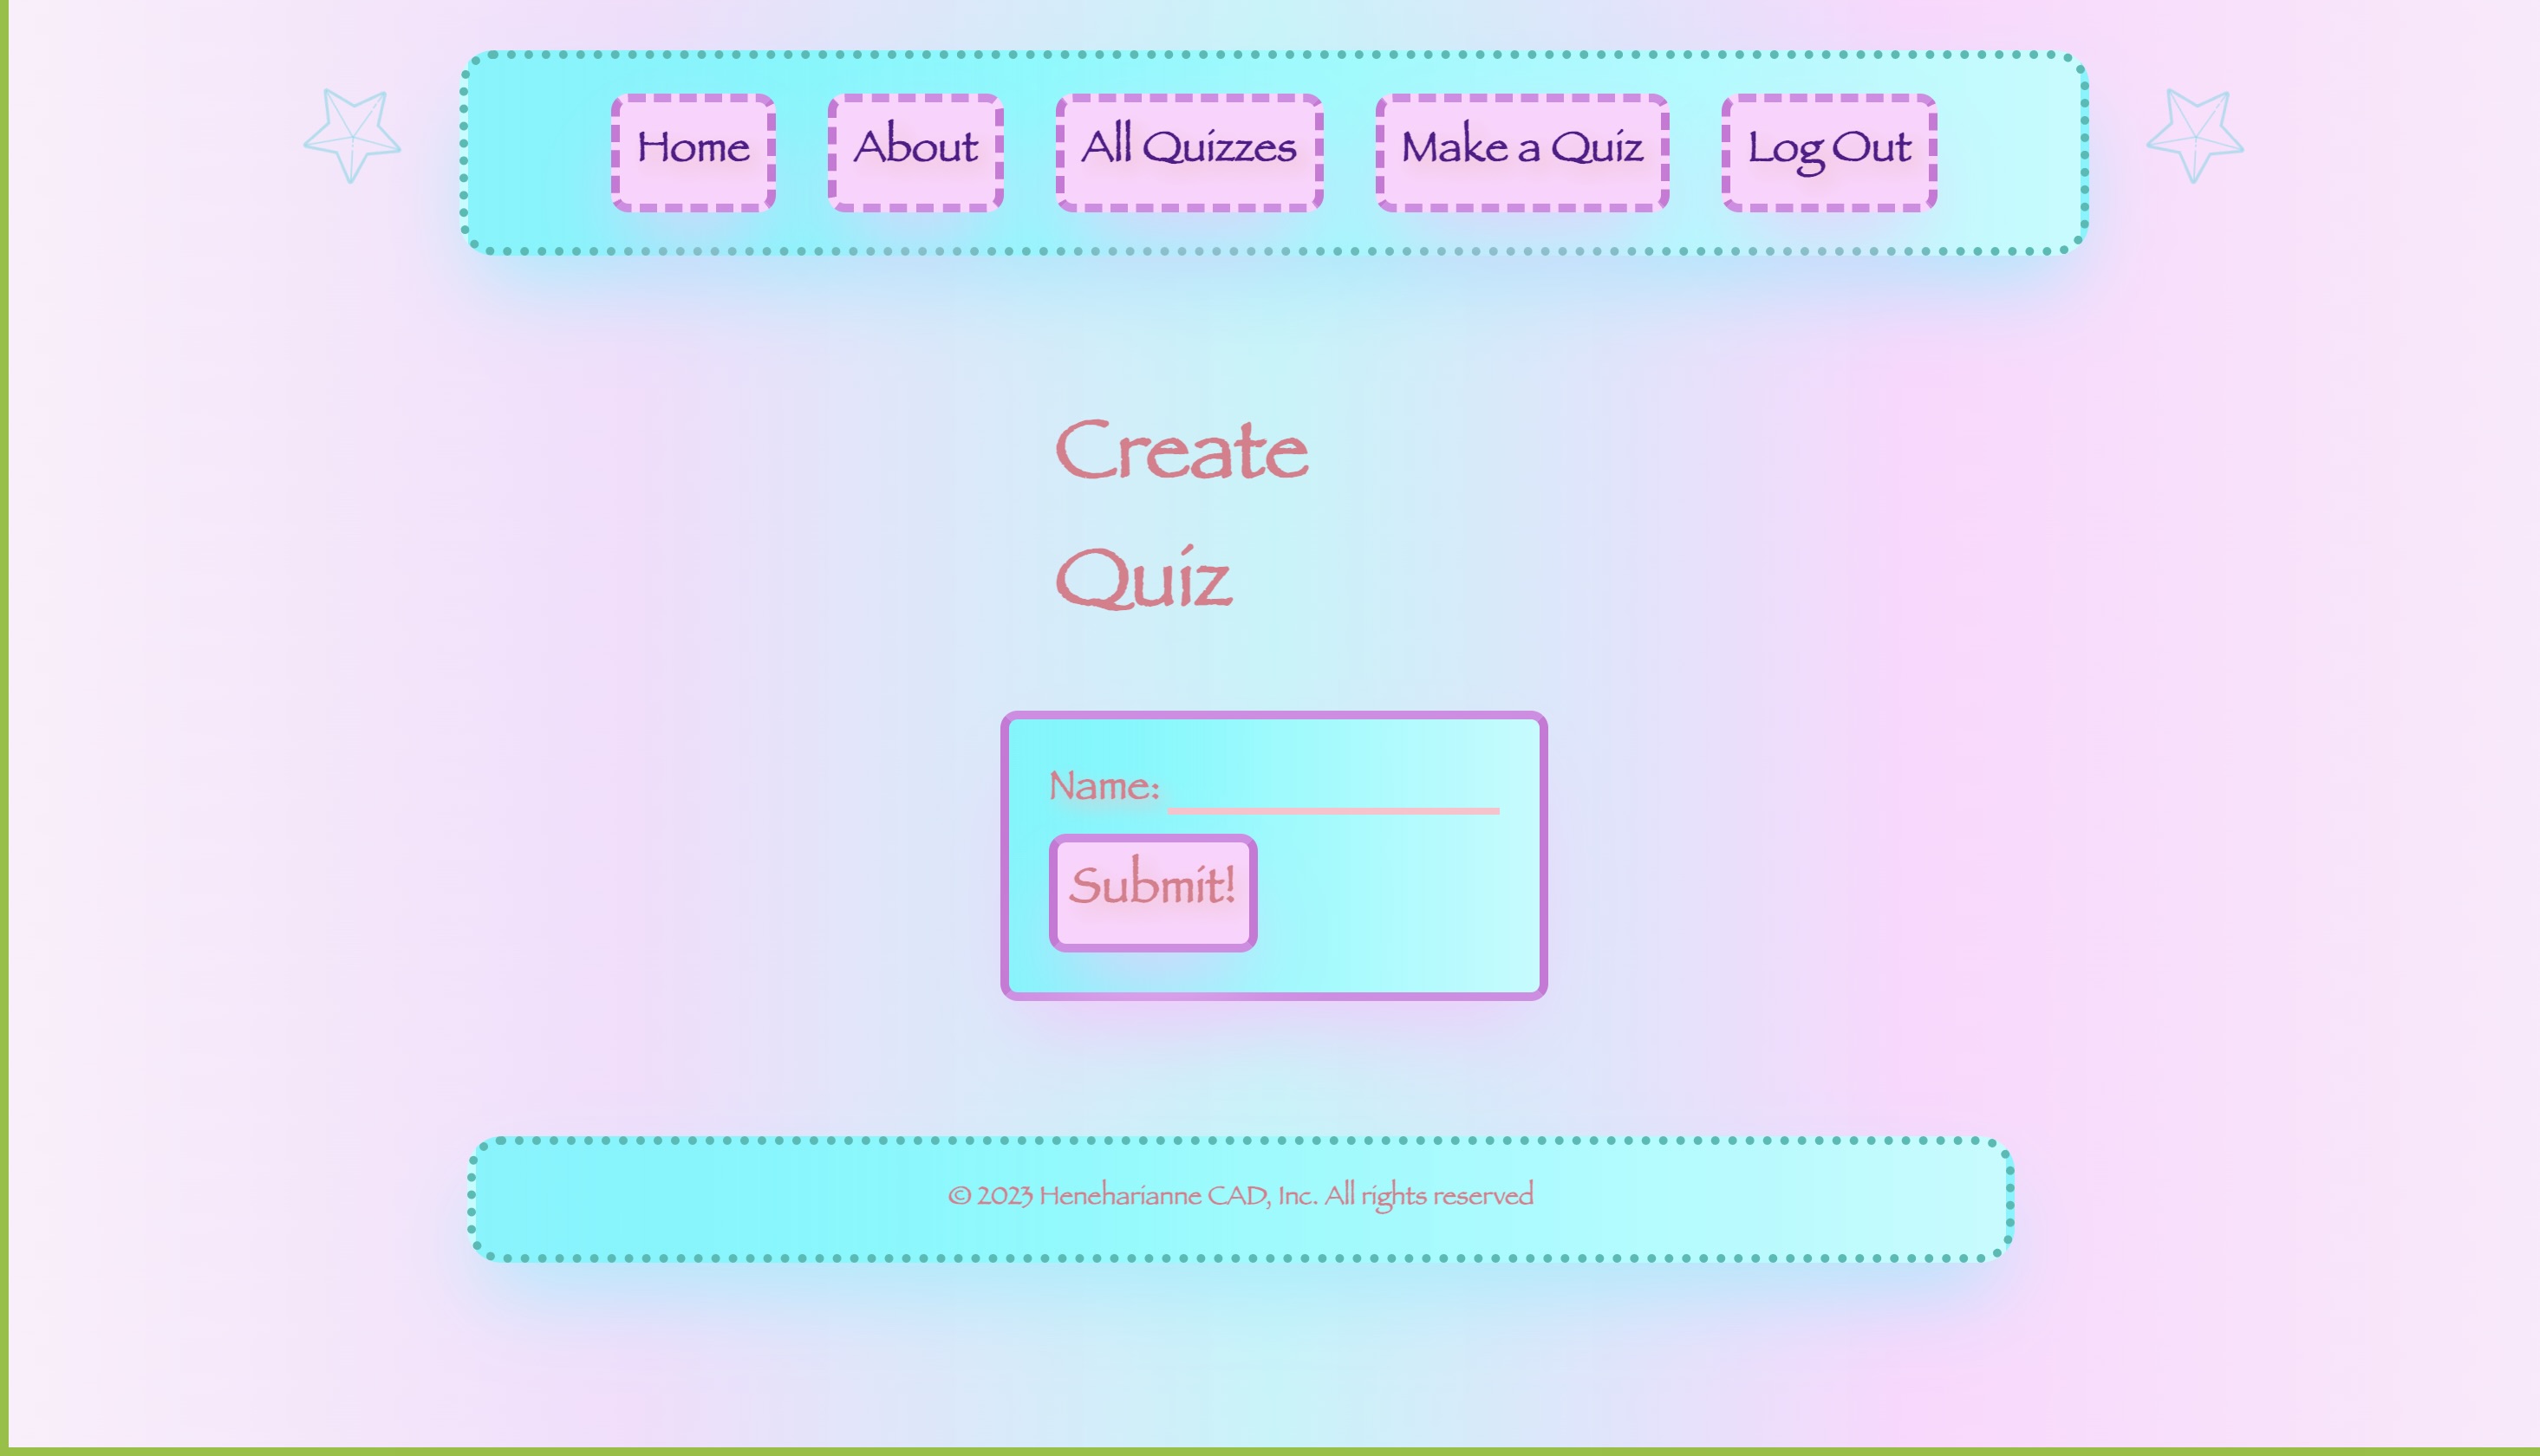 Home About All Quizzes Make a Quiz Log Out
Create
Quiz
Name:
Submit!
© 2023 Heneharianne CAD, Inc. All rights reserved